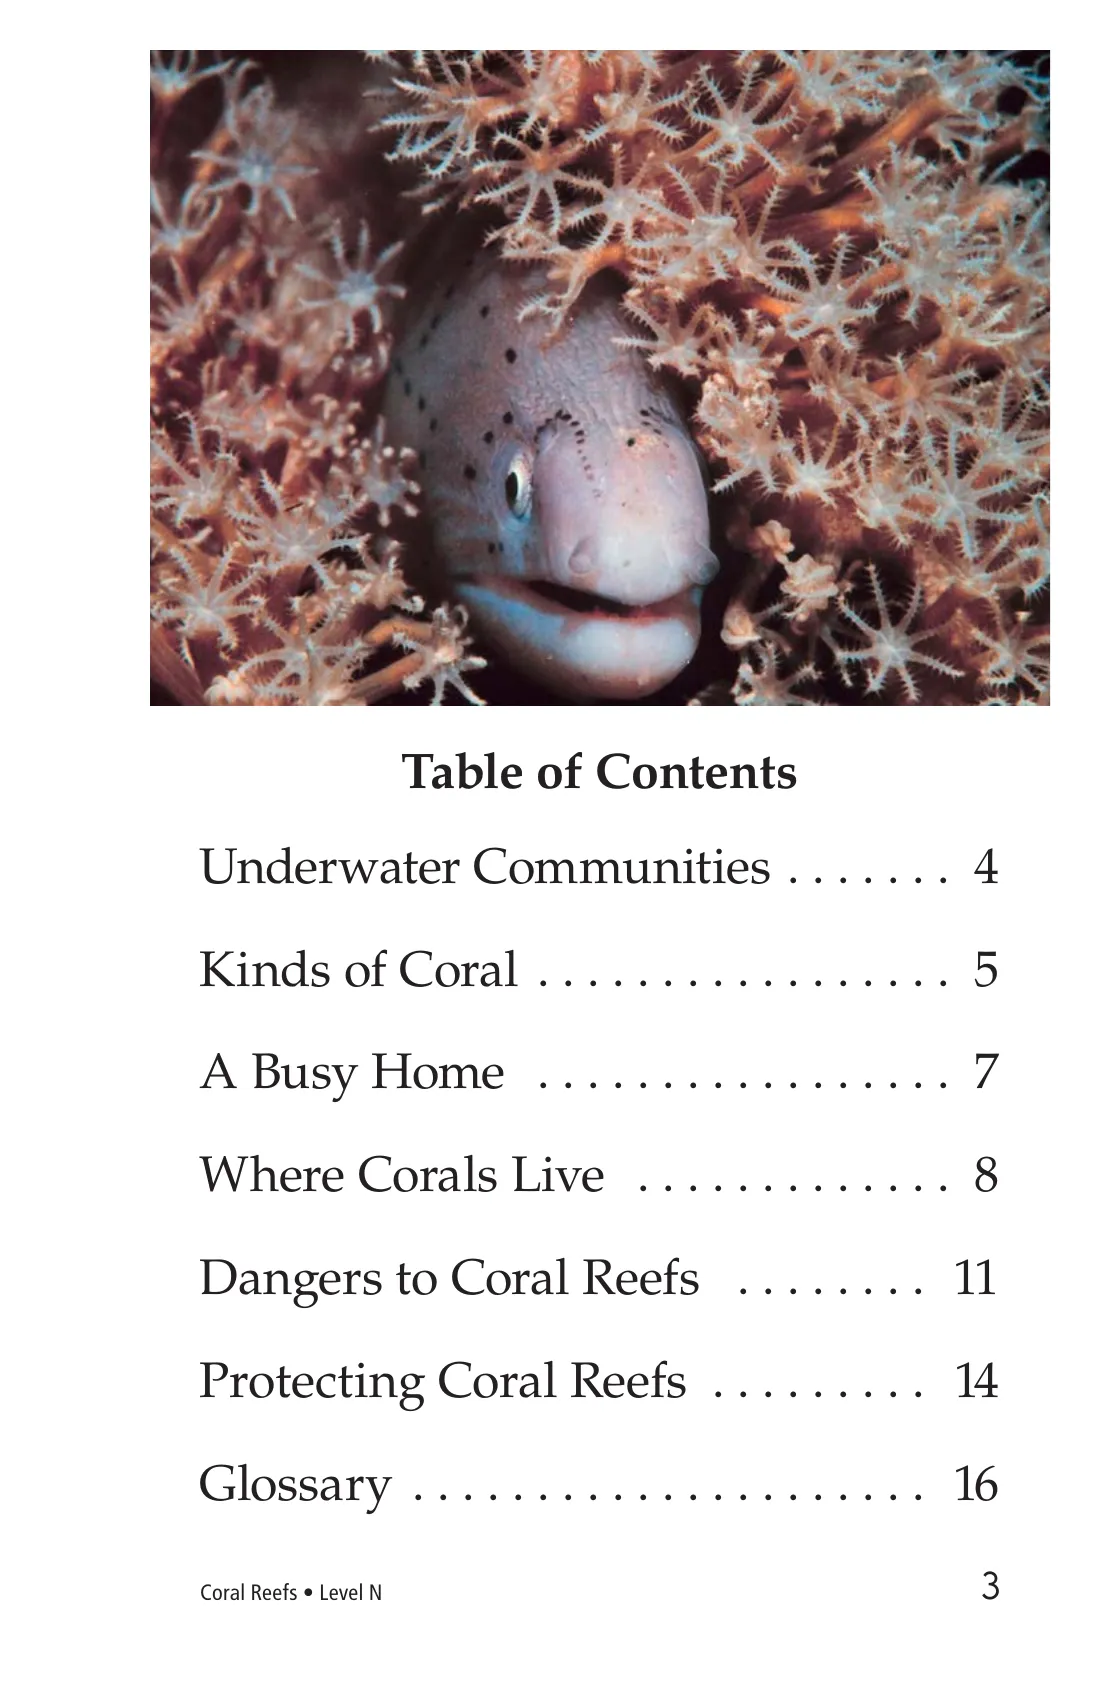 Table of Contents
Underwater Communities . . . . . . . 4
Kinds of Coral . . . . . . . . . . . . . . . . . 5
A Busy Home . . . . . . . . . . . . . . . . . 7
Where Corals Live . . . . . . . . . . . . . 8
Dangers to Coral Reefs . . . . . . . . 11
Protecting Coral Reefs . . . . . . . . . 14
Glossary . . . . . . . . . . . . . . . . . . . . . 16
Coral Reefs • Level N 3